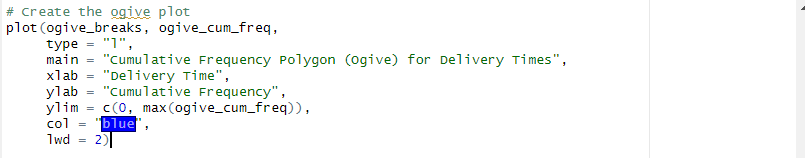 # Create the ogive plot
plot(ogive_breaks, ogive_cum_freq,
type = "l",
main = "Cumulative Frequency Polygon (Ogive) for Delivery Times",
xlab = "Delivery Time",
ylab = "Cumulative Frequency",
ylim = c(0, max(ogive_cum_freq)),
col = "blue",
lwd = 2)